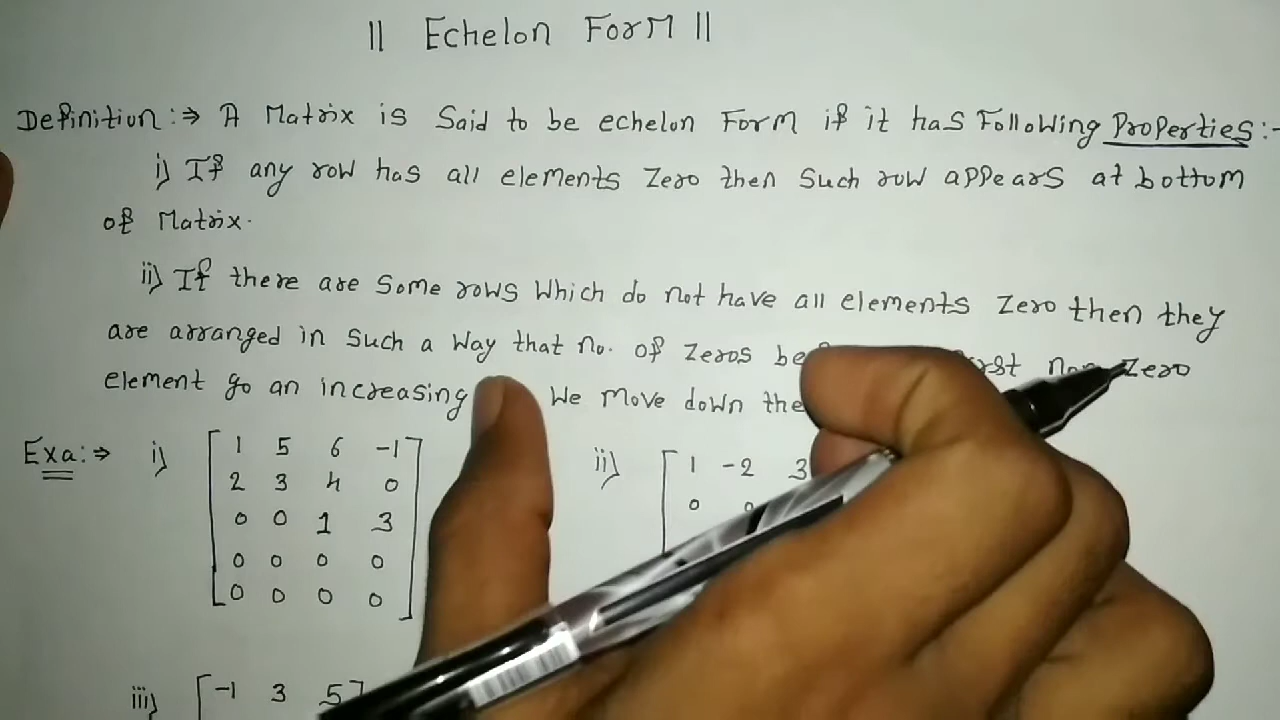 || Echelon Form ||
Definition :⇒ A Matrix is Said to be echelon Form if it has Following Properties :-
i) If any row has all elements Zero then Such row appears at bottom
of Matrix.
ii) If there are Some rows Which do not have all elements Zero then they
are arranged in Such a Way that no. of Zeros Non Zero
element go an increasing We Move down the
Exa :⇒ i) 1 5 6 -1 ii) 1 -2 3
2 3 4 0 0
0 0 1 3
0 0 0 0
0 0 0 0
iii) -1 3 5